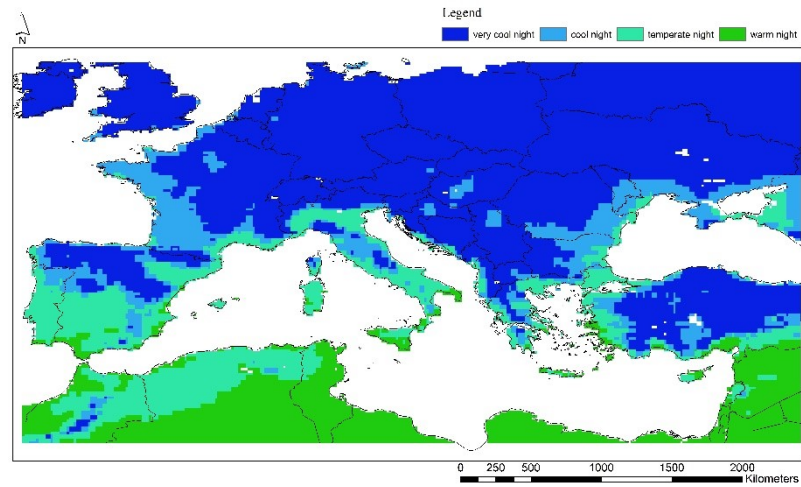 Legend
very cool night cool night temperate night warm night
N
0 250 500 1000 1500 2000
Kilometers